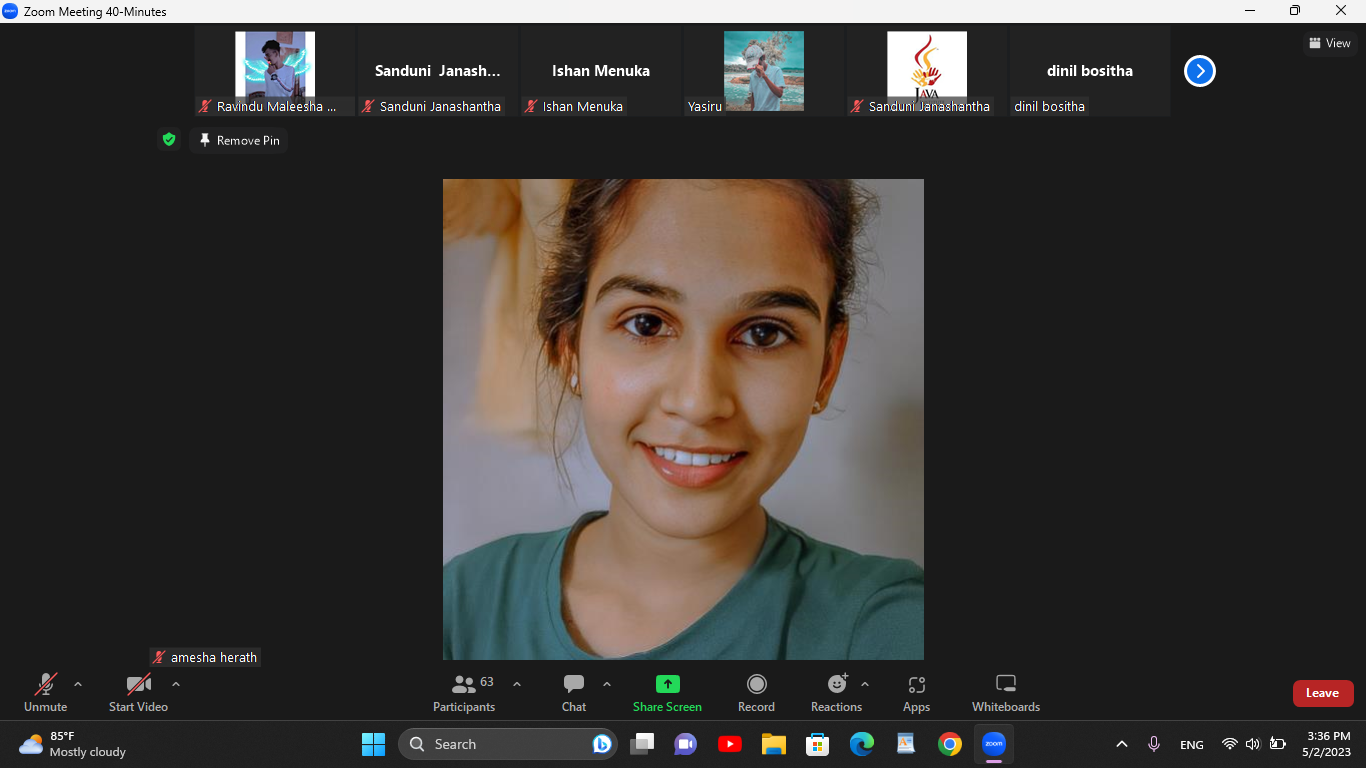 Zoom Meeting 40-Minutes
View
Sanduni Janash...
Ishan Menuka
JAVA
dinil bositha
Ravindu Maleesha ...
Sanduni Janashantha
Ishan Menuka
Yasiru
Sanduni Janashantha
dinil bositha
Remove Pin
amesha herath
63
Unmute
Start Video
Participants
Chat
Share Screen
Record
Reactions
Apps
Whiteboards
Leave
85°F
Mostly cloudy
Search
zoom
ENG
3:36 PM
5/2/2023